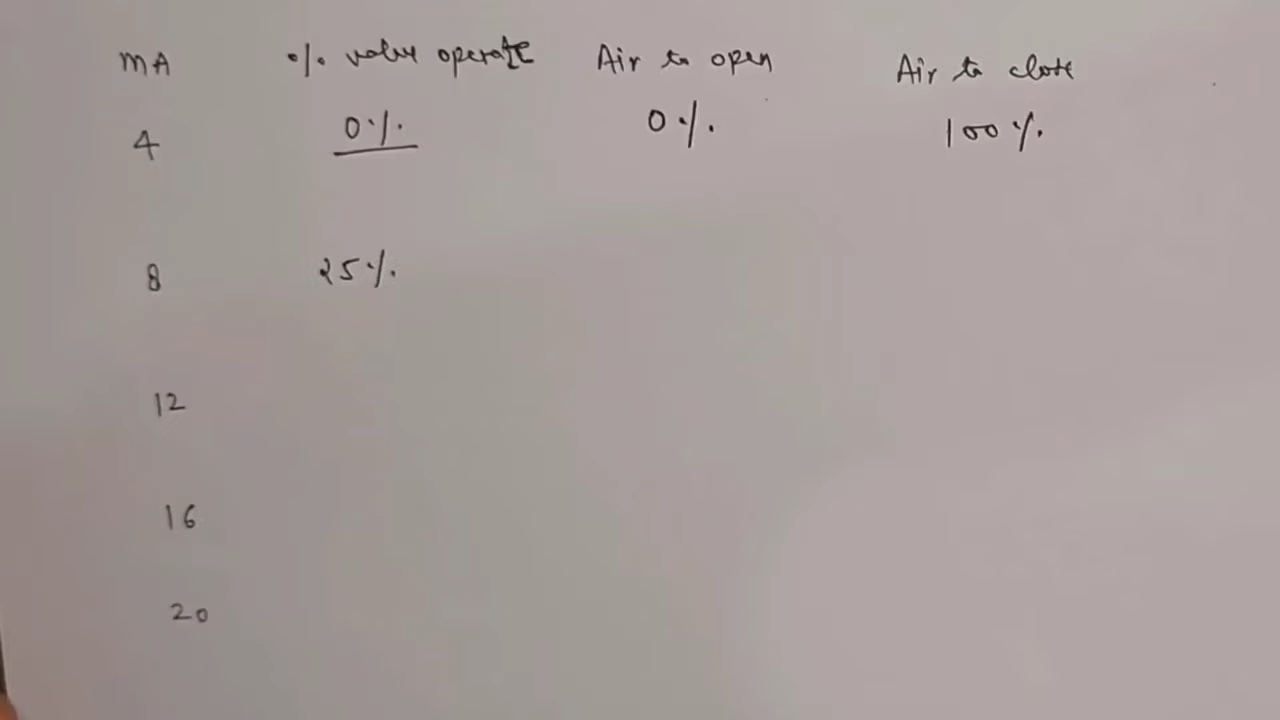 MA % valve operate Air to open Air to close
4 0% 0% 100%
8 25%
12
16
20